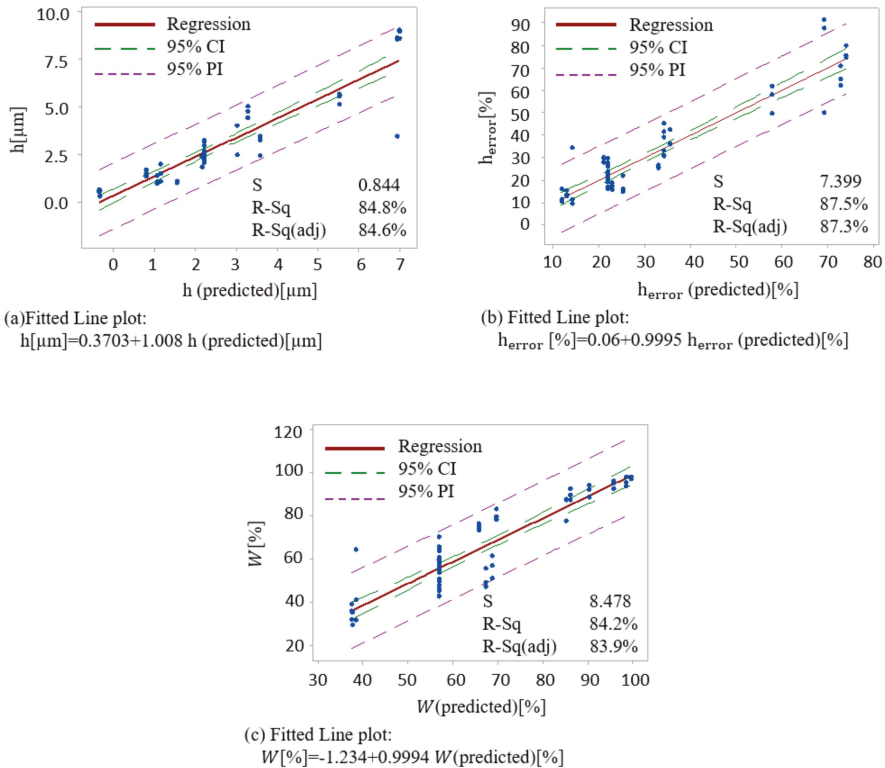 10.0
7.5
5.0
2.5
0.0
h[µm]
Regression
95% CI
95% PI
S 0.844
R-Sq 84.8%
R-Sq(adj) 84.6%
0 1 2 3 4 5 6 7
h (predicted)[µm]
(a)Fitted Line plot:
h[µm]=0.3703+1.008 h (predicted)[µm]
90
80
70
60
50
40
30
20
10
0
herror[%]
Regression
95% CI
95% PI
S 7.399
R-Sq 87.5%
R-Sq(adj) 87.3%
10 20 30 40 50 60 70 80
herror (predicted)[%]
(b) Fitted Line plot:
herror [%]=0.06+0.9995 herror (predicted)[%]
120
100
80
60
40
20
W[%]
Regression
95% CI
95% PI
S 8.478
R-Sq 84.2%
R-Sq(adj) 83.9%
30 40 50 60 70 80 90 100
W(predicted)[%]
(c) Fitted Line plot:
W[%]=-1.234+0.9994 W(predicted)[%]